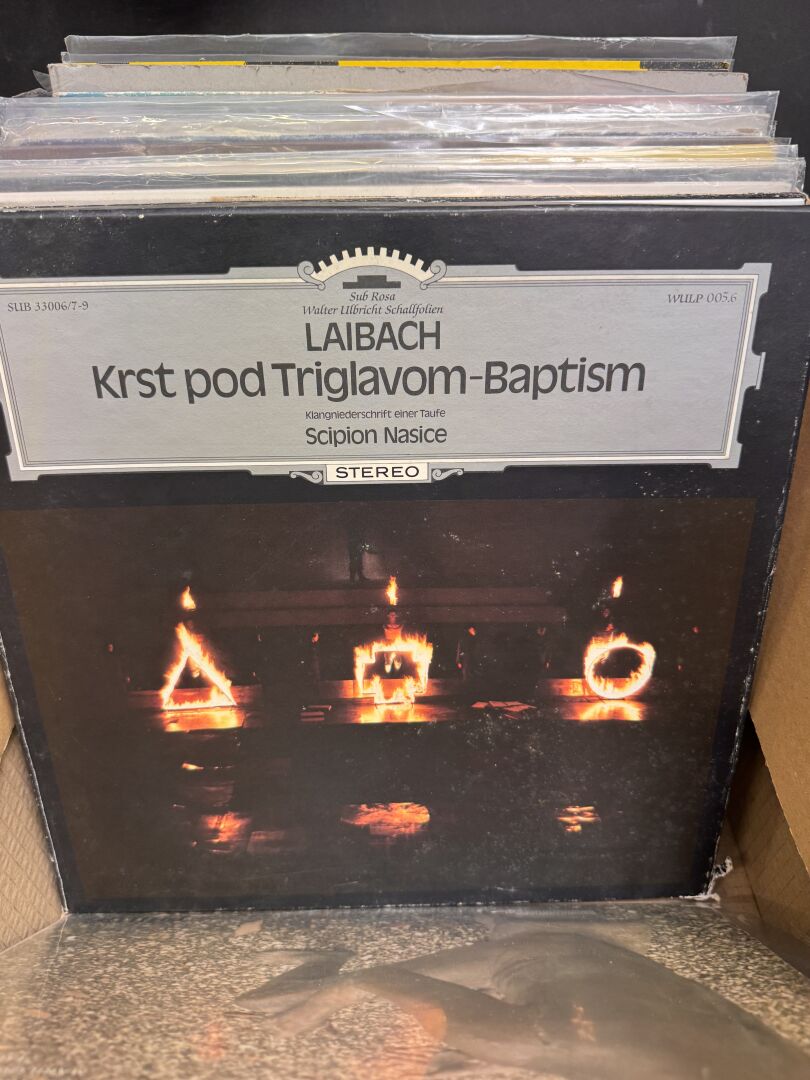 Sub Rosa
SUB 33006/7-9
Walter Ulbricht Schallfolien
WULP 005.6
LAIBACH
Krst pod Triglavom-Baptism
Klangniederschrift einer Taufe
Scipion Nasice
STEREO